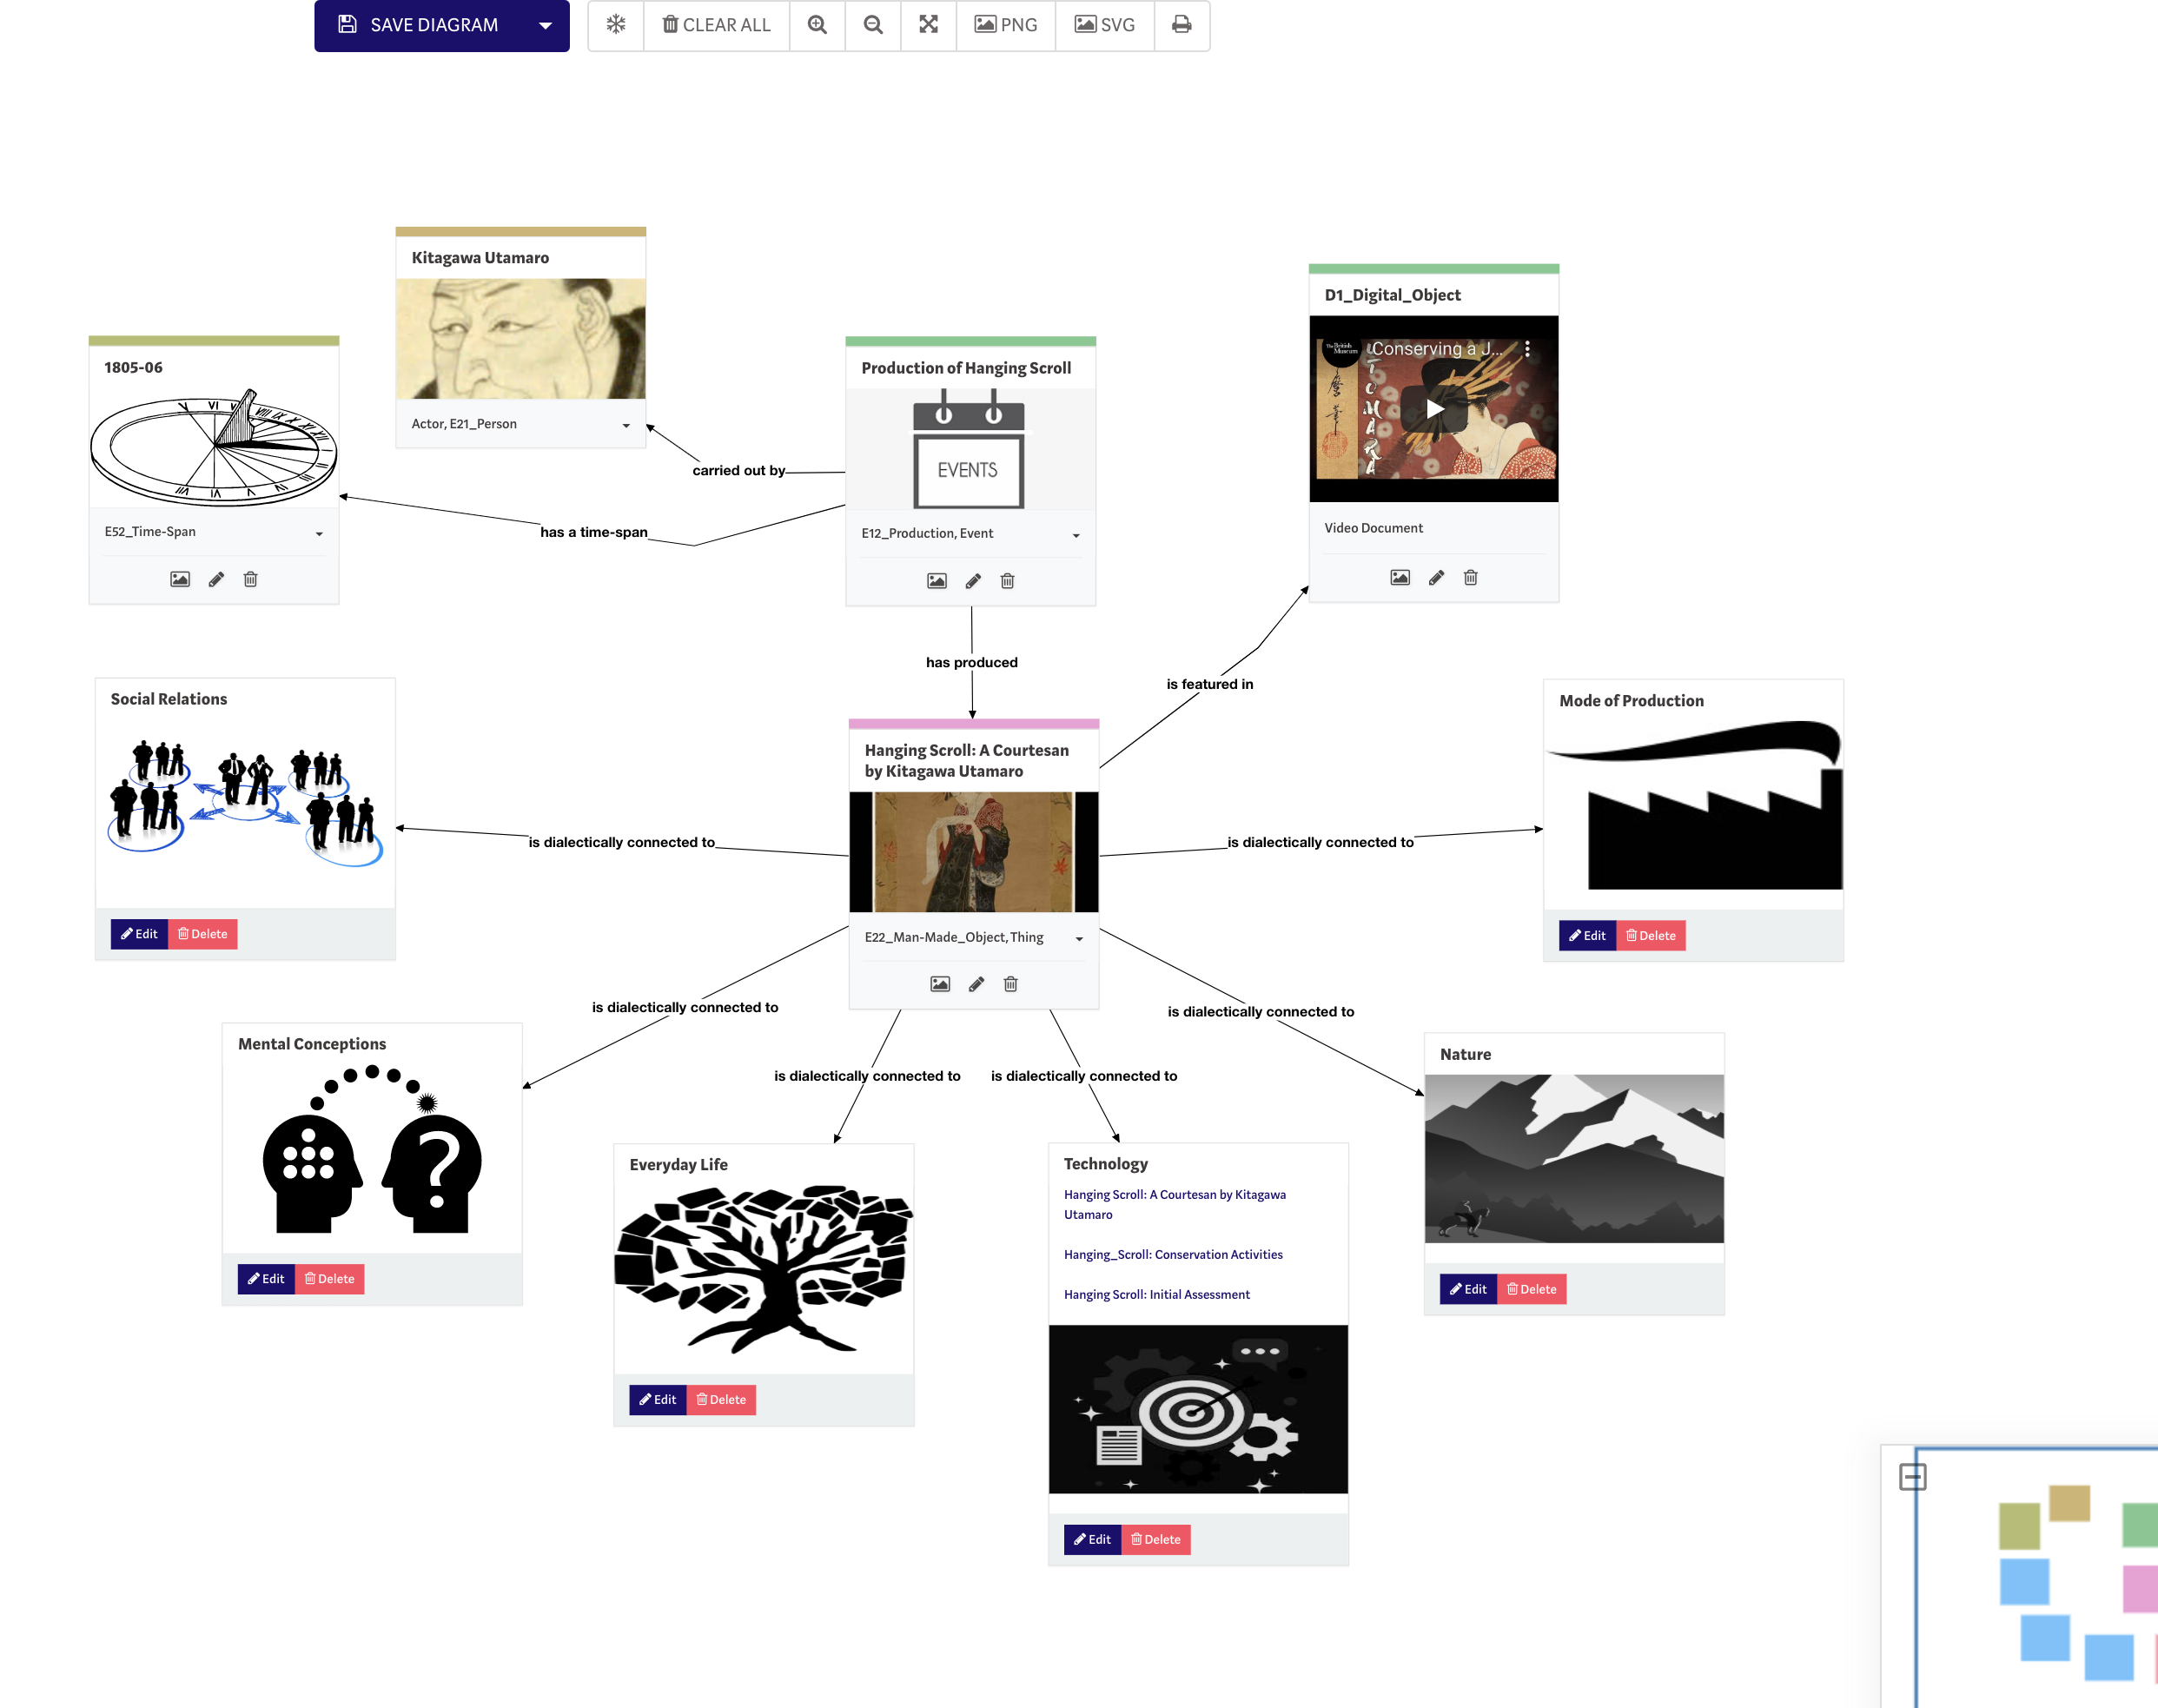 SAVE DIAGRAM
CLEAR ALL
PNG
SVG
Kitagawa Utamaro
Actor, E21_Person
1805-06
E52_Time-Span
Production of Hanging Scroll
EVENTS
E12_Production, Event
D1_Digital_Object
The British
Museum
Conserving a J...
UTAMARO
Video Document
carried out by
has a time-span
has produced
is featured in
Social Relations
Edit
Delete
Hanging Scroll: A Courtesan
by Kitagawa Utamaro
E22_Man-Made_Object, Thing
Mode of Production
Edit
Delete
is dialectically connected to
is dialectically connected to
is dialectically connected to
is dialectically connected to
is dialectically connected to
is dialectically connected to
Mental Conceptions
?
Edit
Delete
Everyday Life
Edit
Delete
Technology
Hanging Scroll: A Courtesan by Kitagawa
Utamaro
Hanging_Scroll: Conservation Activities
Hanging Scroll: Initial Assessment
Edit
Delete
Nature
Edit
Delete